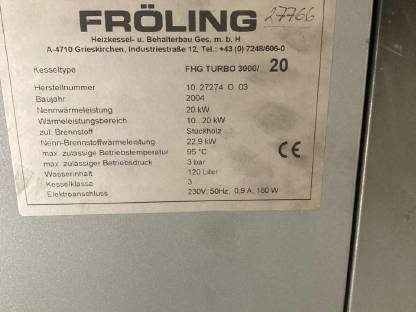 FRÖLING 27766
Heizkessel- u. Behälterbau Ges. m. b. H
A-4710 Grieskirchen, Industriestraße 12, Tel.: +43 (0) 7248/606-0
Kesseltype FHG TURBO 3000/ 20
Herstellnummer 10 27274 O 03
Baujahr 2004
Nennwärmeleistung 20 kW
Wärmeleistungsbereich 10...20 kW
zul. Brennstoff Stückholz
Nenn-Brennstoffwärmeleistung 22,9 kW
max. zulässige Betriebstemperatur 95 °C
max. zulässiger Betriebsdruck 3 bar
Wasserinhalt 120 Liter
Kesselklasse 3
Elektroanschluss 230V; 50Hz; 0,9 A; 180 W
CE